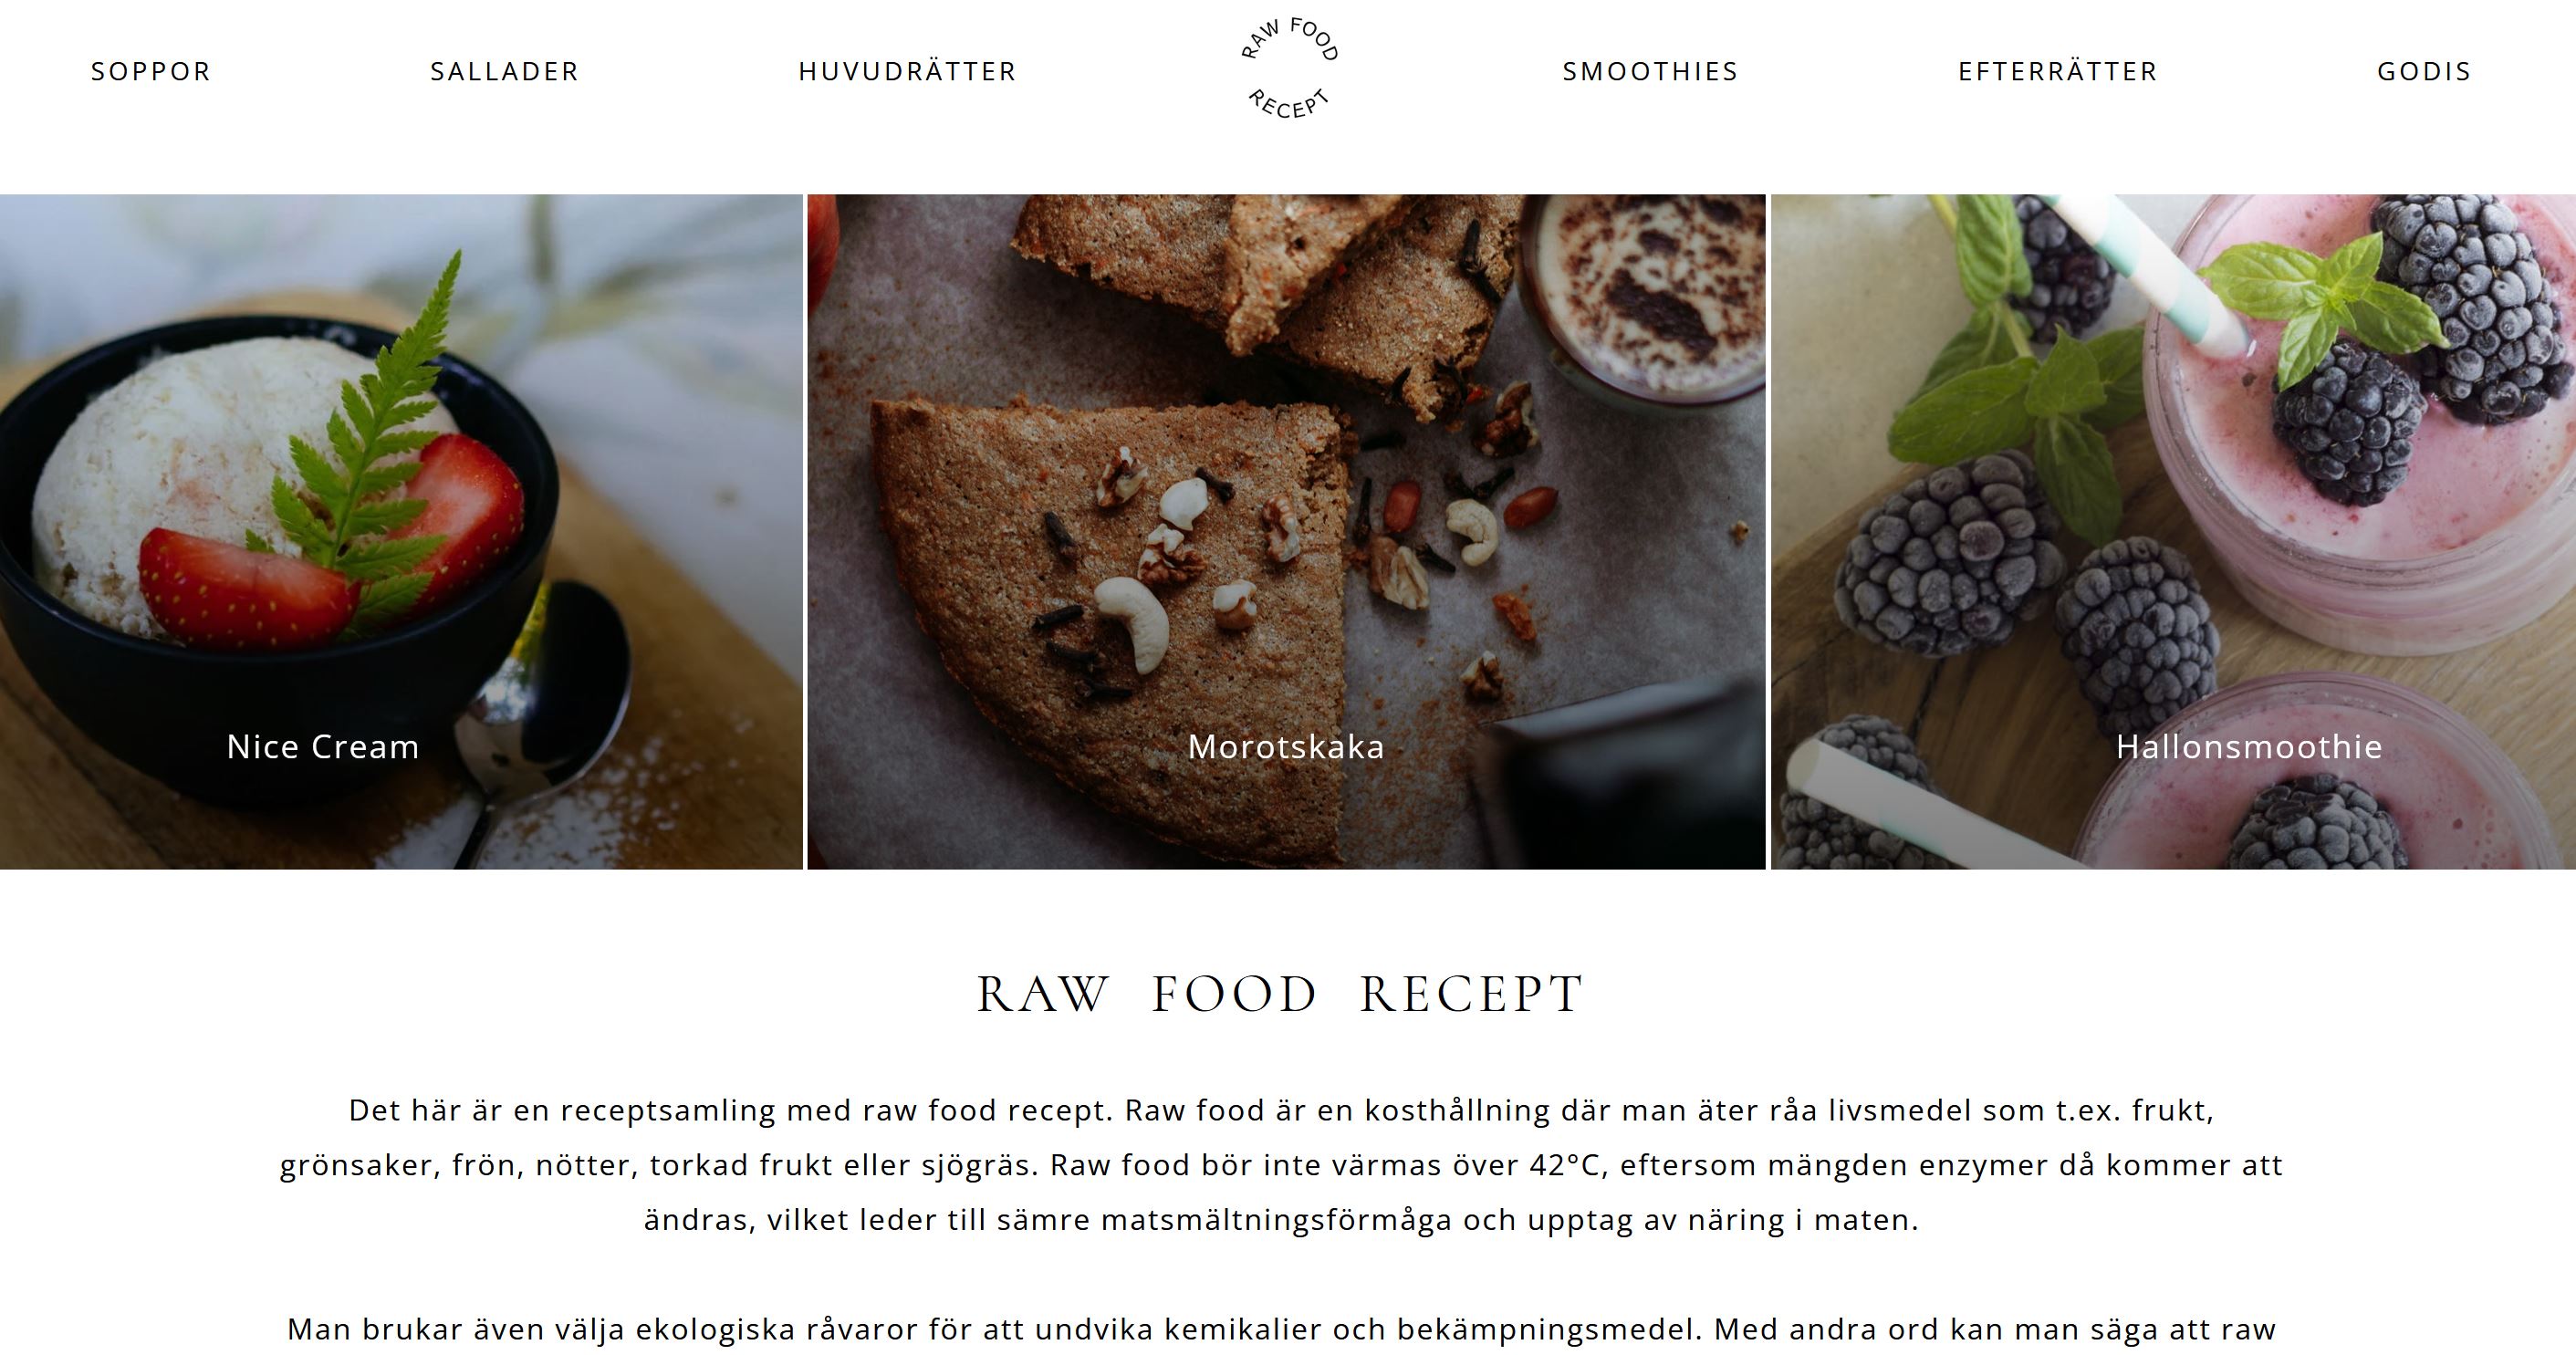 SOPPOR
SALLADER
HUVUDRÄTTER
RAW FOOD
RECEPT
SMOOTHIES
EFTERRÄTTER
GODIS
Nice Cream
Morotskaka
Hallonsmoothie
RAW FOOD RECEPT
Det här är en receptsamling med raw food recept. Raw food är en kosthållning där man äter råa livsmedel som t.ex. frukt,
grönsaker, frön, nötter, torkad frukt eller sjögräs. Raw food bör inte värmas över 42°C, eftersom mängden enzymer då kommer att
ändras, vilket leder till sämre matsmältningsförmåga och upptag av näring i maten.
Man brukar även välja ekologiska råvaror för att undvika kemikalier och bekämpningsmedel. Med andra ord kan man säga att raw